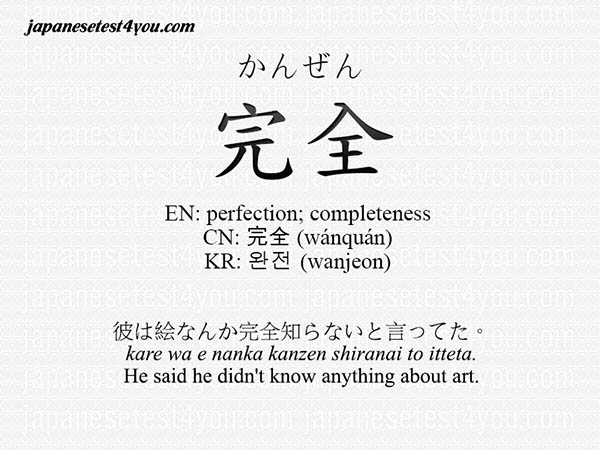 japanesetest4you.com
かんぜん
完全
EN: perfection; completeness
CN: 完全 (wánquán)
KR: 완전 (wanjeon)
彼は絵なんか完全知らないと言ってた。
kare wa e nanka kanzen shiranai to itteta.
He said he didn't know anything about art.